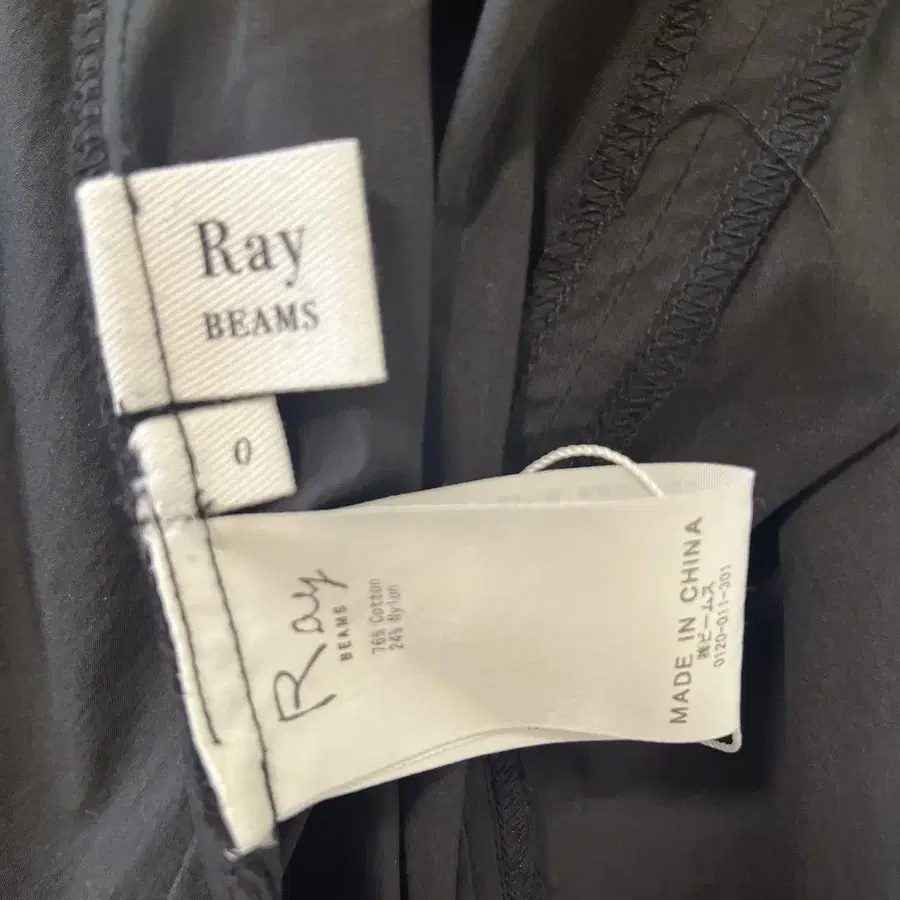 Ray
BEAMS
0
Ray
BEAMS
76% Cotton
24% Nylon
MADE IN CHINA
㈱ビームス
0120-011-301